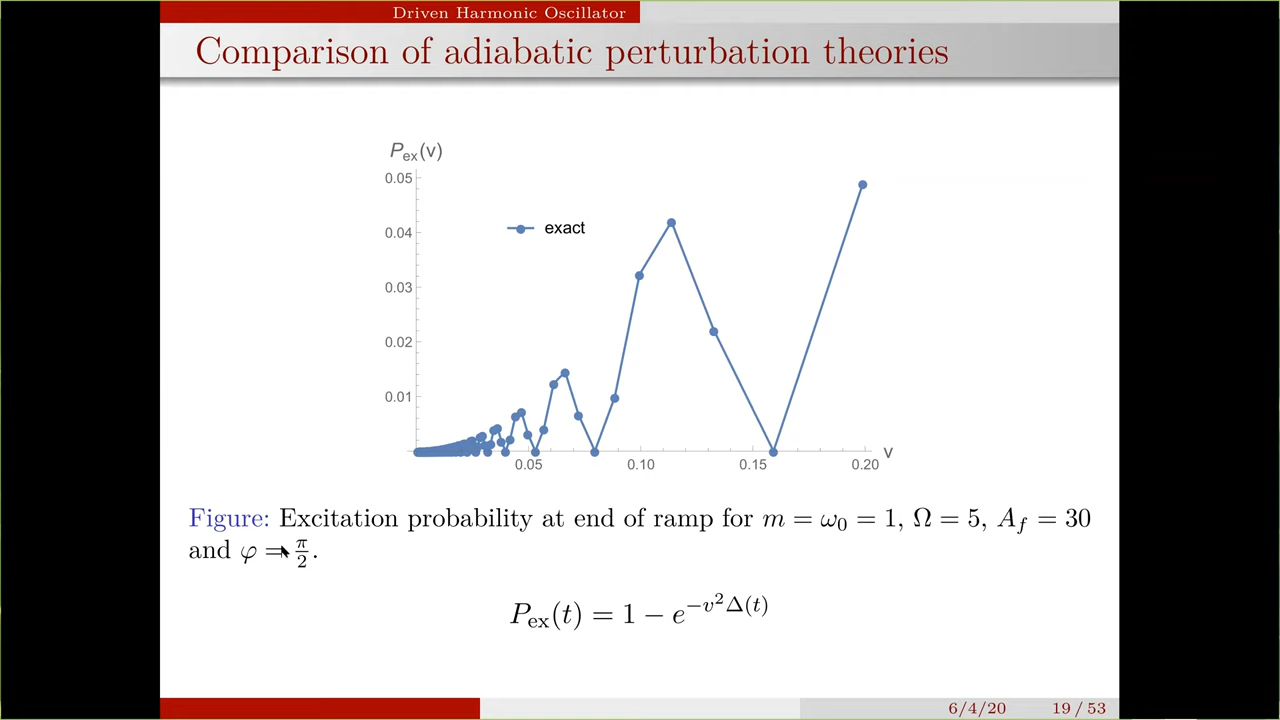 Driven Harmonic Oscillator
Comparison of adiabatic perturbation theories
P_ex(v)
0.05
0.04
0.03
0.02
0.01
exact
0.05 0.10 0.15 0.20 v
Figure: Excitation probability at end of ramp for m = ω₀ = 1, Ω = 5, A_f = 30
and φ = π/2.
P_ex(t) = 1 − e^{−v²Δ(t)}
6/4/20 19 / 53